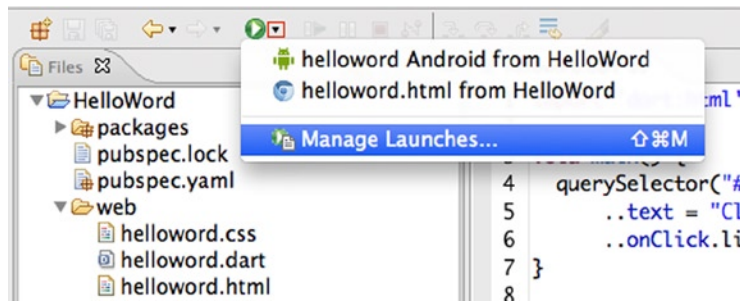 helloword Android from HelloWord
helloword.html from HelloWord
Manage Launches... ⇧⌘M
Files
HelloWord
packages
pubspec.lock
pubspec.yaml
web
helloword.css
helloword.dart
helloword.html
4 querySelector("#
5 ..text = "Cl
6 ..onClick.li
7 }
8